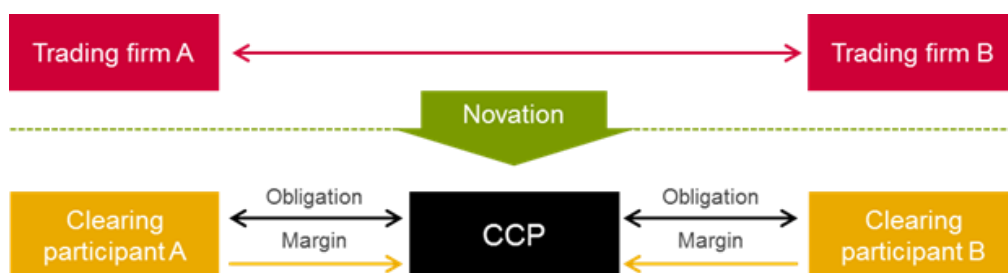 Trading firm A
Trading firm B
Novation
Clearing
participant A
Obligation
Margin
CCP
Obligation
Margin
Clearing
participant B